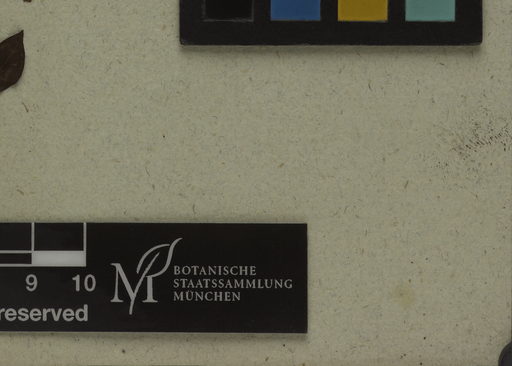 9 10
reserved
M
BOTANISCHE
STAATSSAMMLUNG
MÜNCHEN